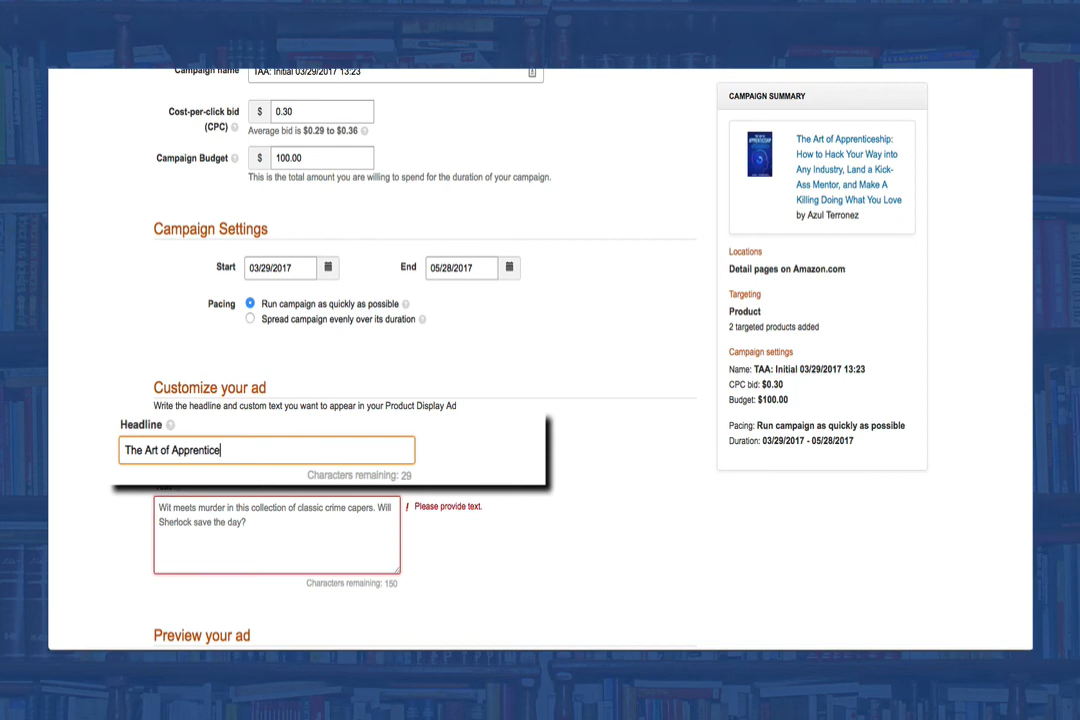 Campaign name TAA: Initial 03/29/2017 13:23
Cost-per-click bid $ 0.30
(CPC) Average bid is $0.29 to $0.36
Campaign Budget $ 100.00
This is the total amount you are willing to spend for the duration of your campaign.
Campaign Settings
Start 03/29/2017 End 05/28/2017
Pacing Run campaign as quickly as possible
Spread campaign evenly over its duration
Customize your ad
Write the headline and custom text you want to appear in your Product Display Ad
Headline
The Art of Apprentice
Characters remaining: 29
Wit meets murder in this collection of classic crime capers. Will
Sherlock save the day?
! Please provide text.
Characters remaining: 150
Preview your ad
CAMPAIGN SUMMARY
The Art of Apprenticeship:
How to Hack Your Way into
Any Industry, Land a Kick-
Ass Mentor, and Make A
Killing Doing What You Love
by Azul Terronez
Locations
Detail pages on Amazon.com
Targeting
Product
2 targeted products added
Campaign settings
Name: TAA: Initial 03/29/2017 13:23
CPC bid: $0.30
Budget: $100.00
Pacing: Run campaign as quickly as possible
Duration: 03/29/2017 - 05/28/2017